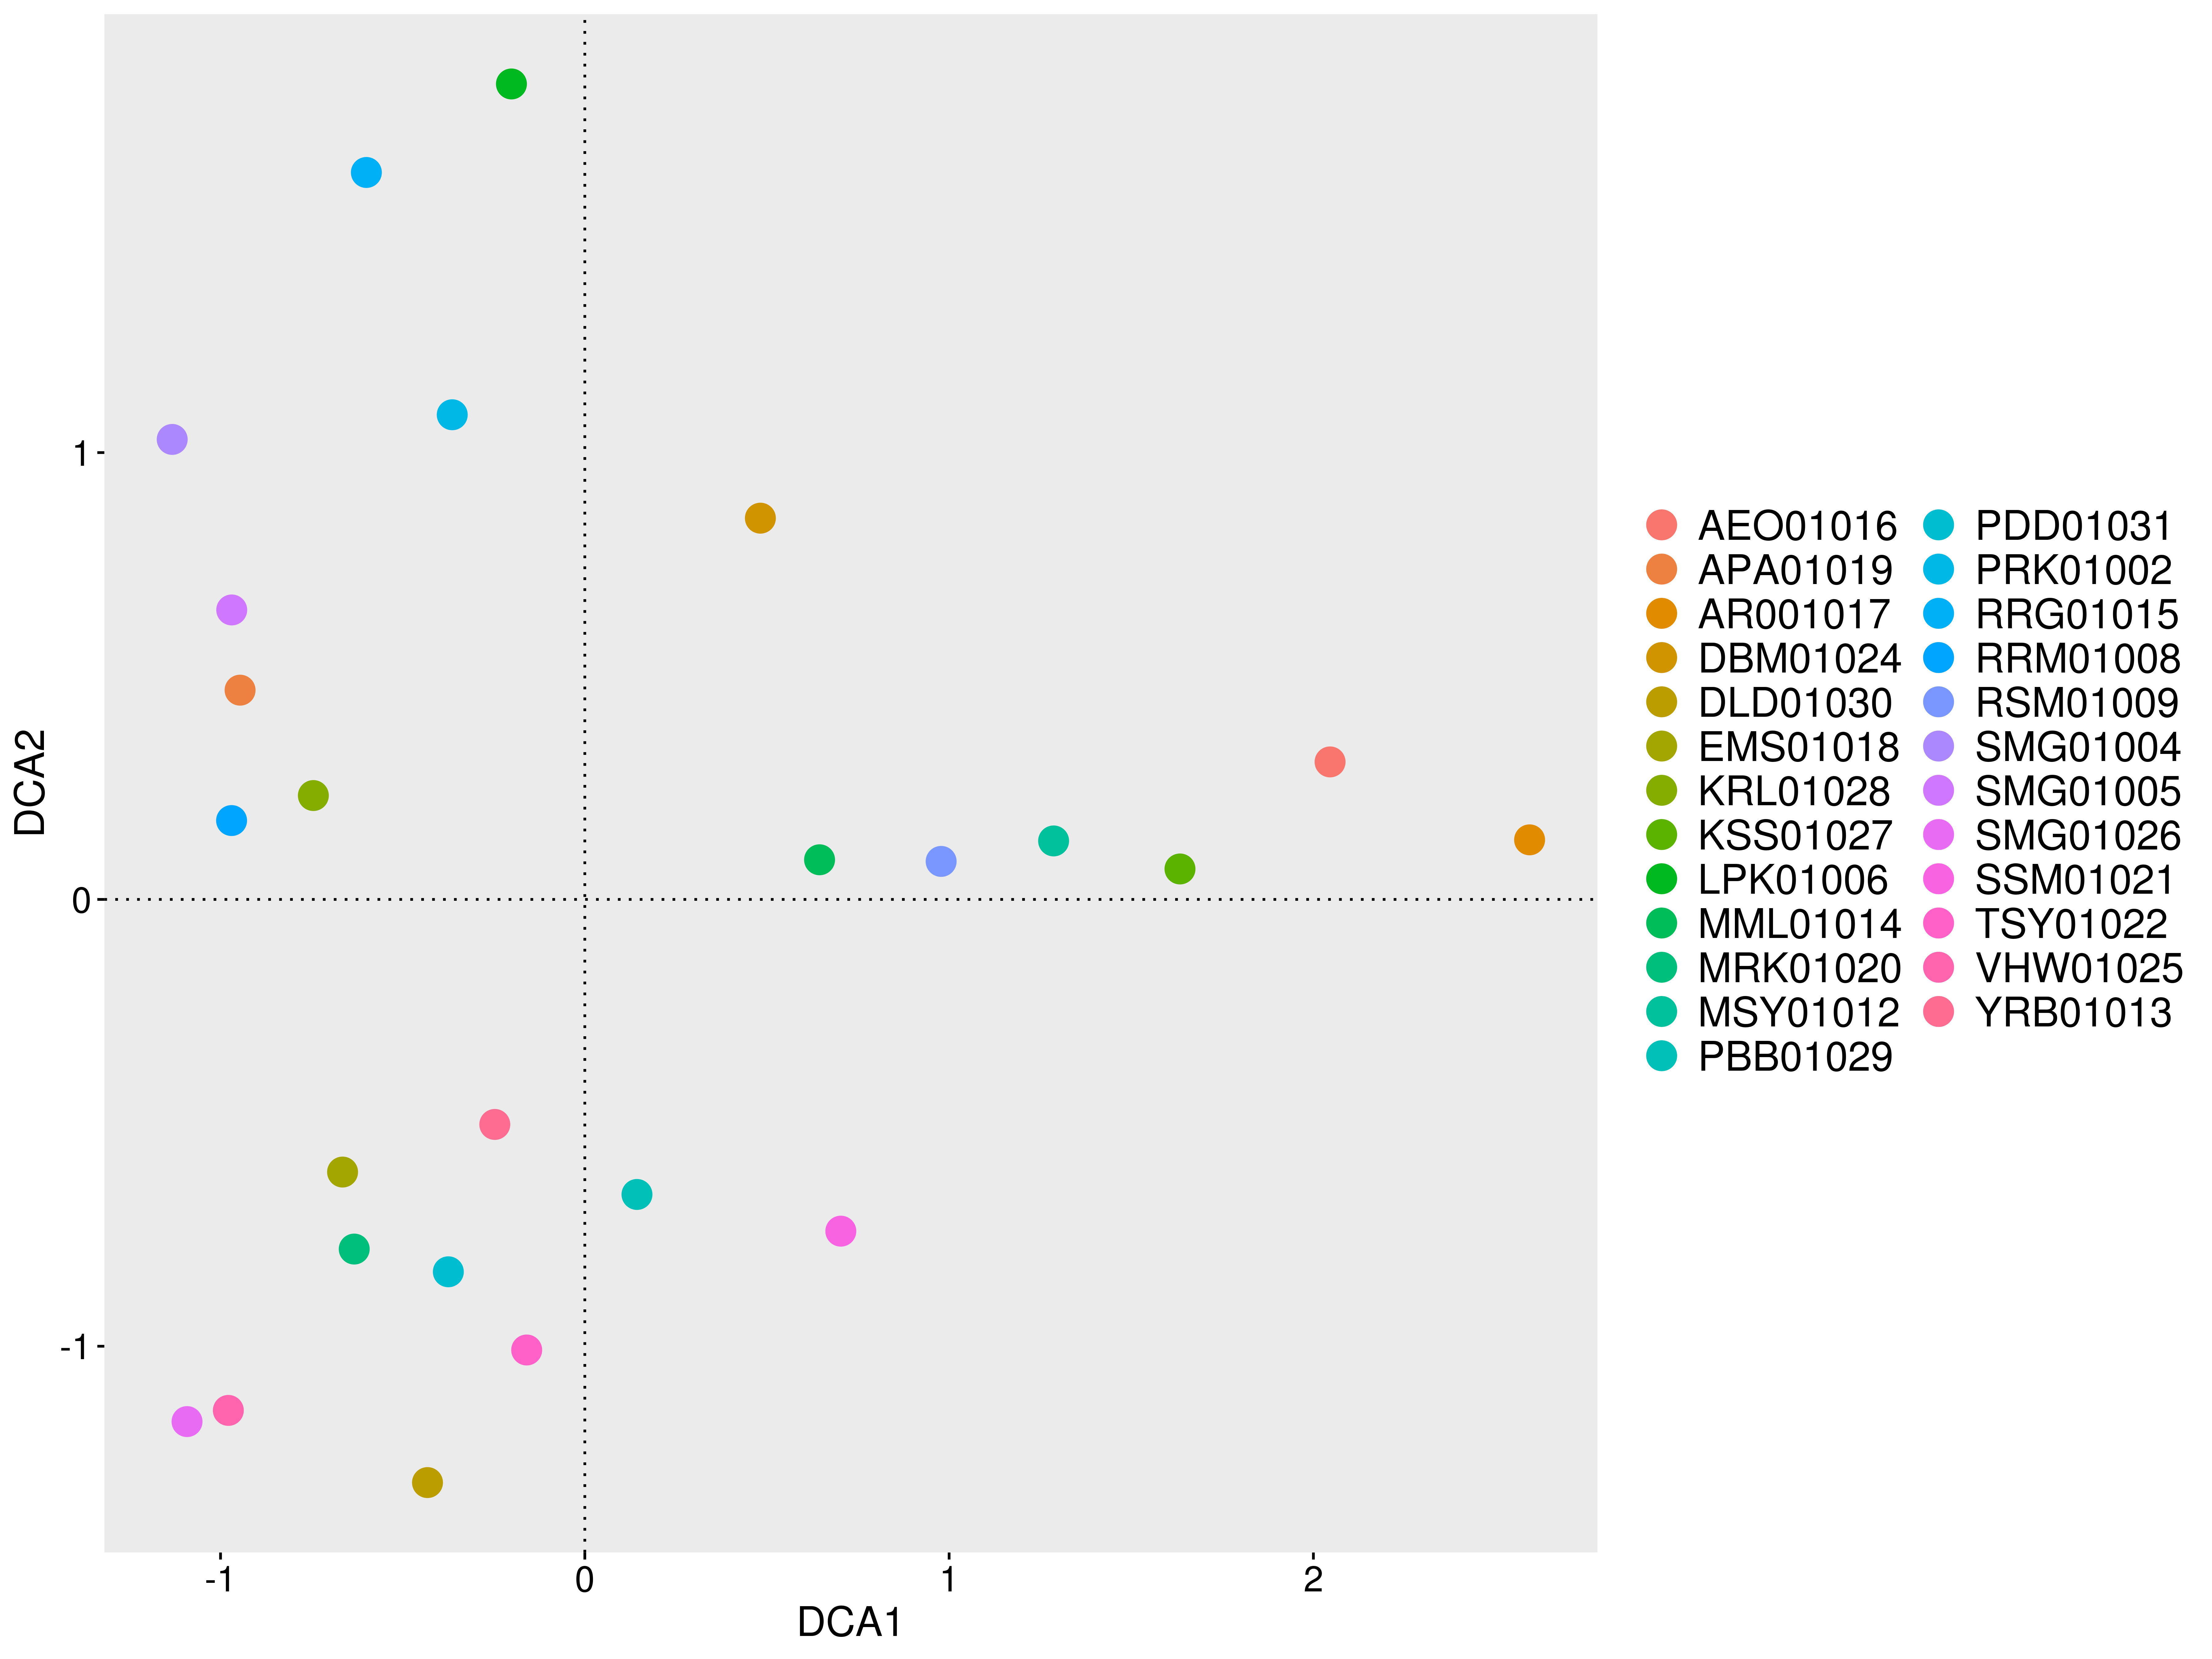 DCA2
1
0
-1
-1 0 1 2
DCA1
AEO01016
APA01019
AR001017
DBM01024
DLD01030
EMS01018
KRL01028
KSS01027
LPK01006
MML01014
MRK01020
MSY01012
PBB01029
PDD01031
PRK01002
RRG01015
RRM01008
RSM01009
SMG01004
SMG01005
SMG01026
SSM01021
TSY01022
VHW01025
YRB01013